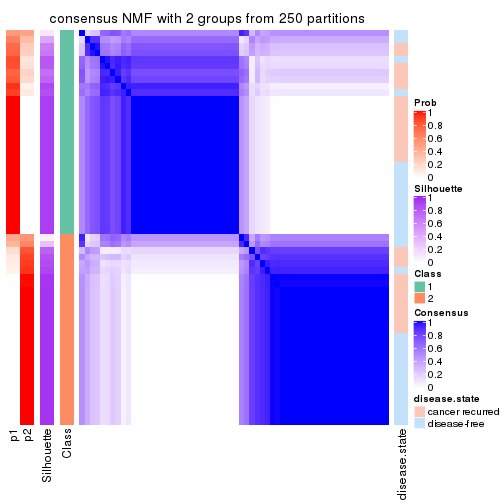 consensus NMF with 2 groups from 250 partitions
Prob
1
0.8
0.6
0.4
0.2
0
Silhouette
1
0.8
0.6
0.4
0.2
0
Class
1
2
Consensus
1
0.8
0.6
0.4
0.2
0
disease.state
cancer recurred
disease-free
p1
p2
Silhouette
Class
disease.state